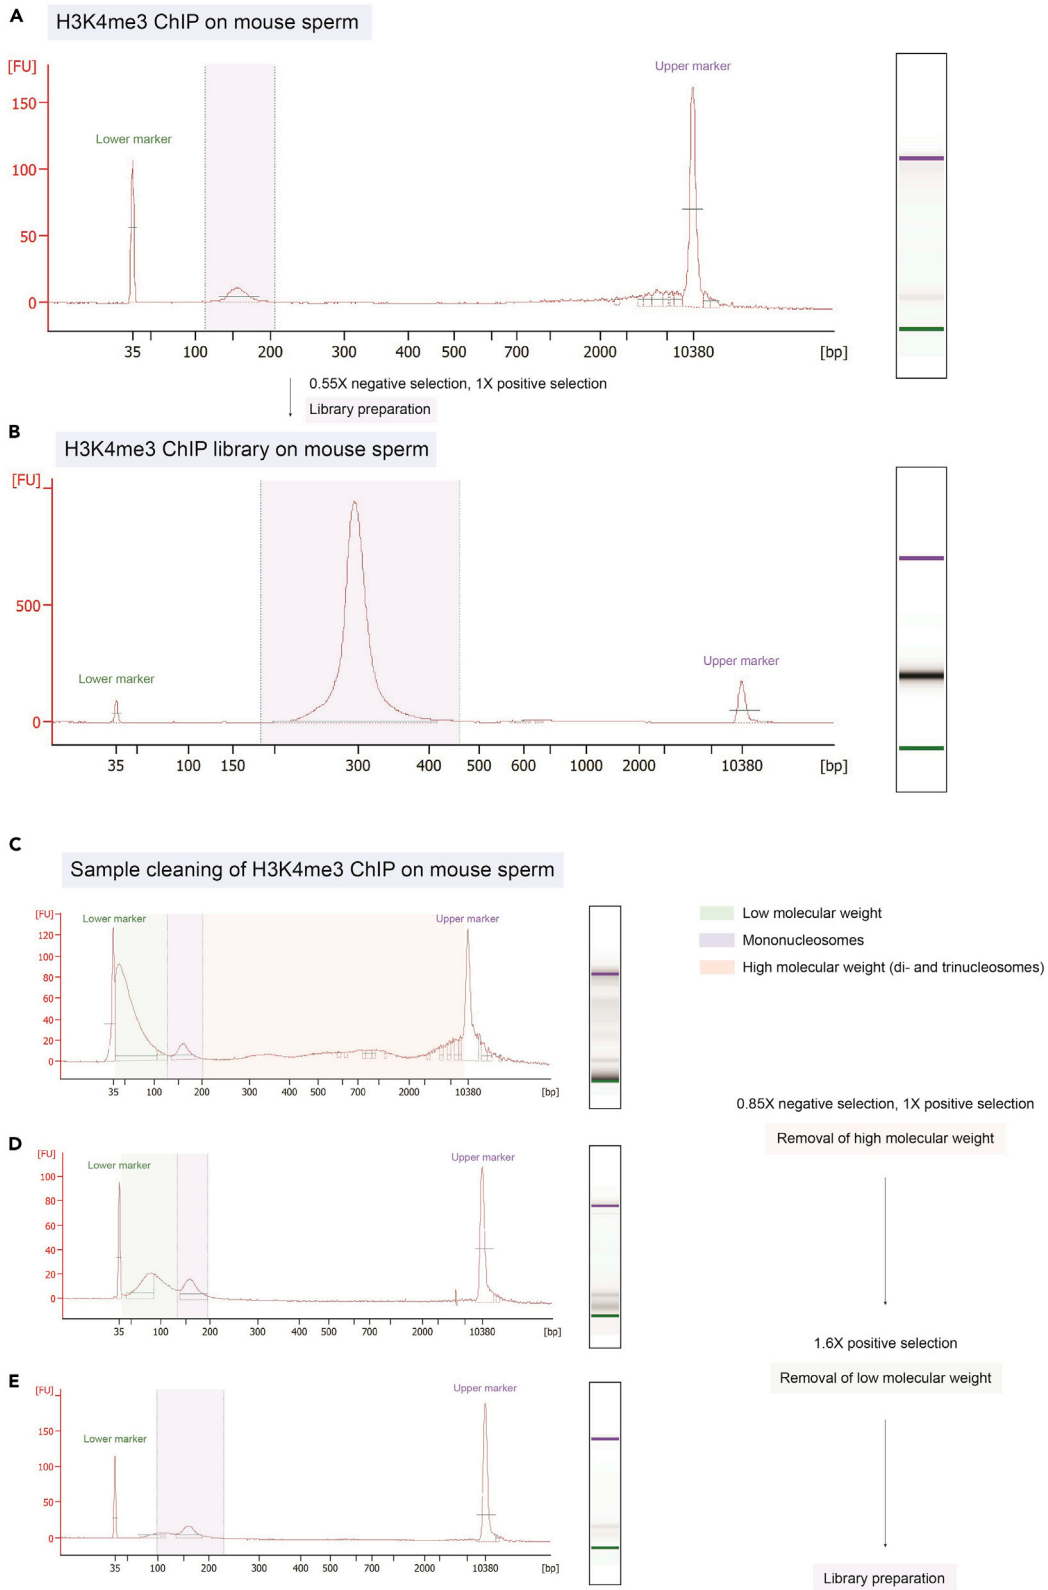 A
H3K4me3 ChIP on mouse sperm
[FU]
Upper marker
150
Lower marker
100
50
0
35 100 200 300 400 500 700 2000 10380 [bp]
0.55X negative selection, 1X positive selection
Library preparation
B
H3K4me3 ChIP library on mouse sperm
[FU]
500
Upper marker
Lower marker
0
35 100 150 300 400 500 600 1000 2000 10380 [bp]
C
Sample cleaning of H3K4me3 ChIP on mouse sperm
[FU]
Lower marker
Upper marker
120
100
80
60
40
20
0
35 100 200 300 400 500 700 2000 10380 [bp]
Low molecular weight
Mononucleosomes
High molecular weight (di- and trinucleosomes)
0.85X negative selection, 1X positive selection
Removal of high molecular weight
D
[FU]
Lower marker
Upper marker
100
80
60
40
20
0
35 100 200 300 400 500 700 2000 10380 [bp]
1.6X positive selection
Removal of low molecular weight
E
[FU]
Upper marker
150
Lower marker
100
50
0
35 100 200 300 400 500 700 2000 10380 [bp]
Library preparation